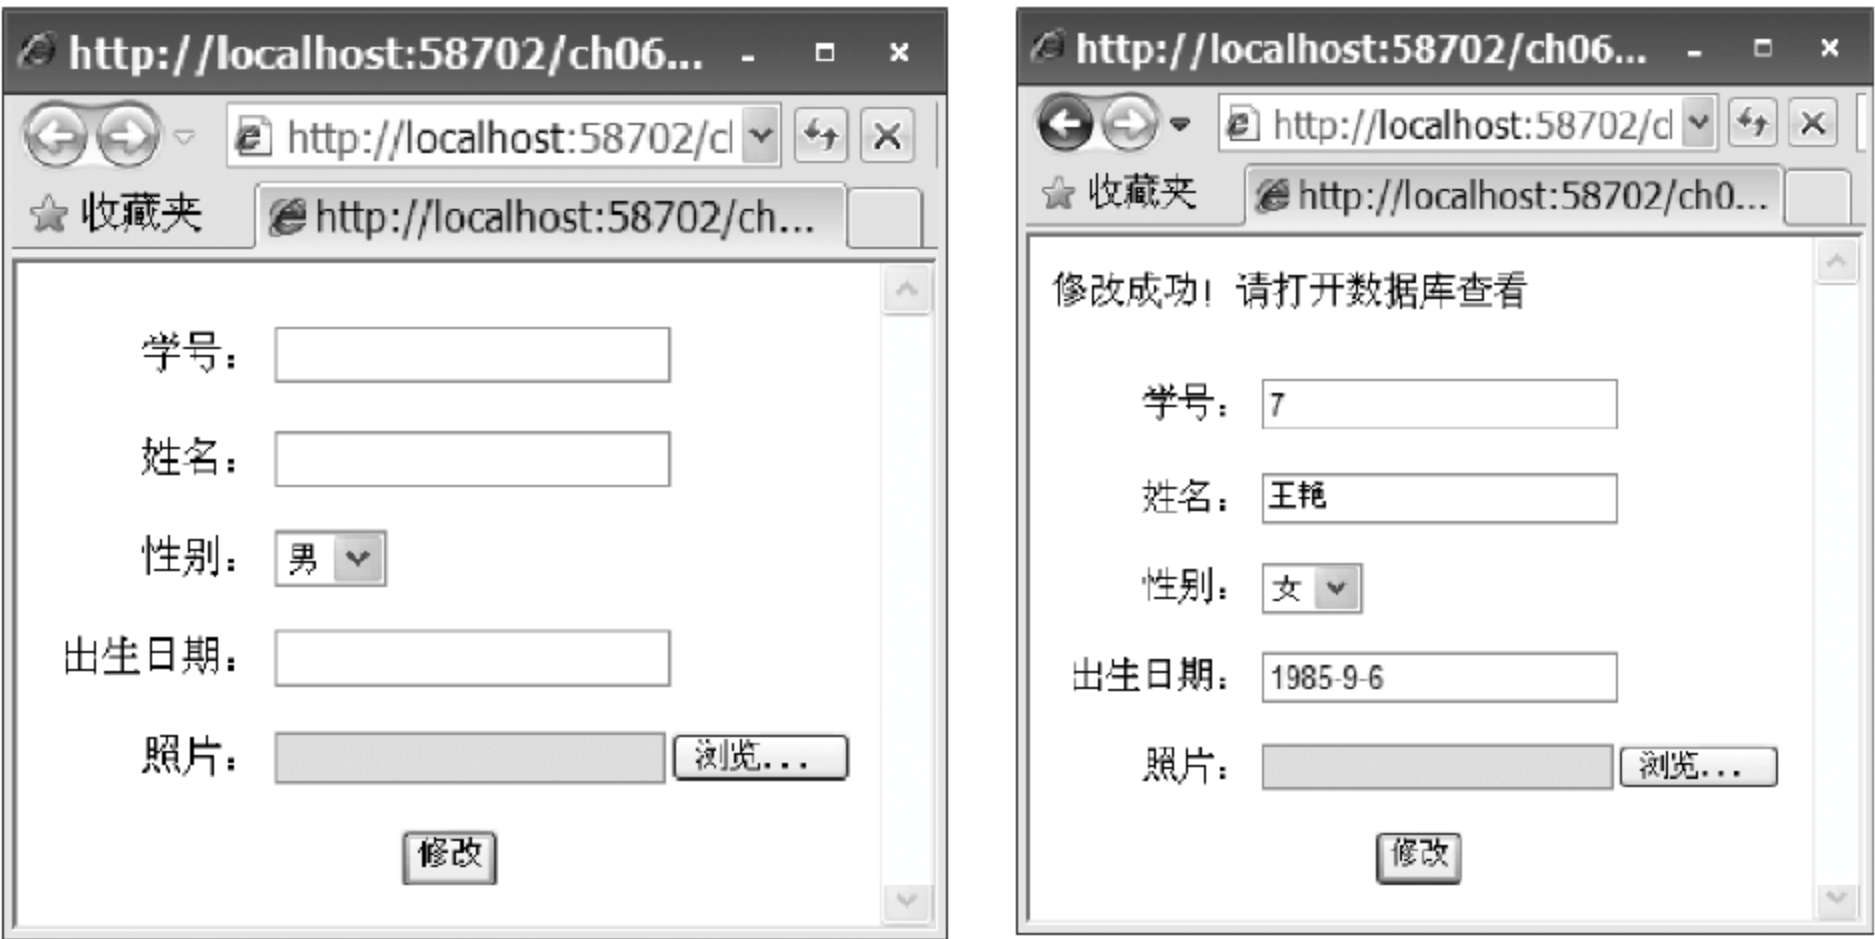 http://localhost:58702/ch06...
http://localhost:58702/cl
收藏夹
http://localhost:58702/ch...
学号：
姓名：
性别： 男
出生日期：
照片： 浏览...
修改
http://localhost:58702/ch06...
http://localhost:58702/cl
收藏夹
http://localhost:58702/ch0...
修改成功！请打开数据库查看
学号： 7
姓名： 王艳
性别： 女
出生日期： 1985-9-6
照片： 浏览...
修改